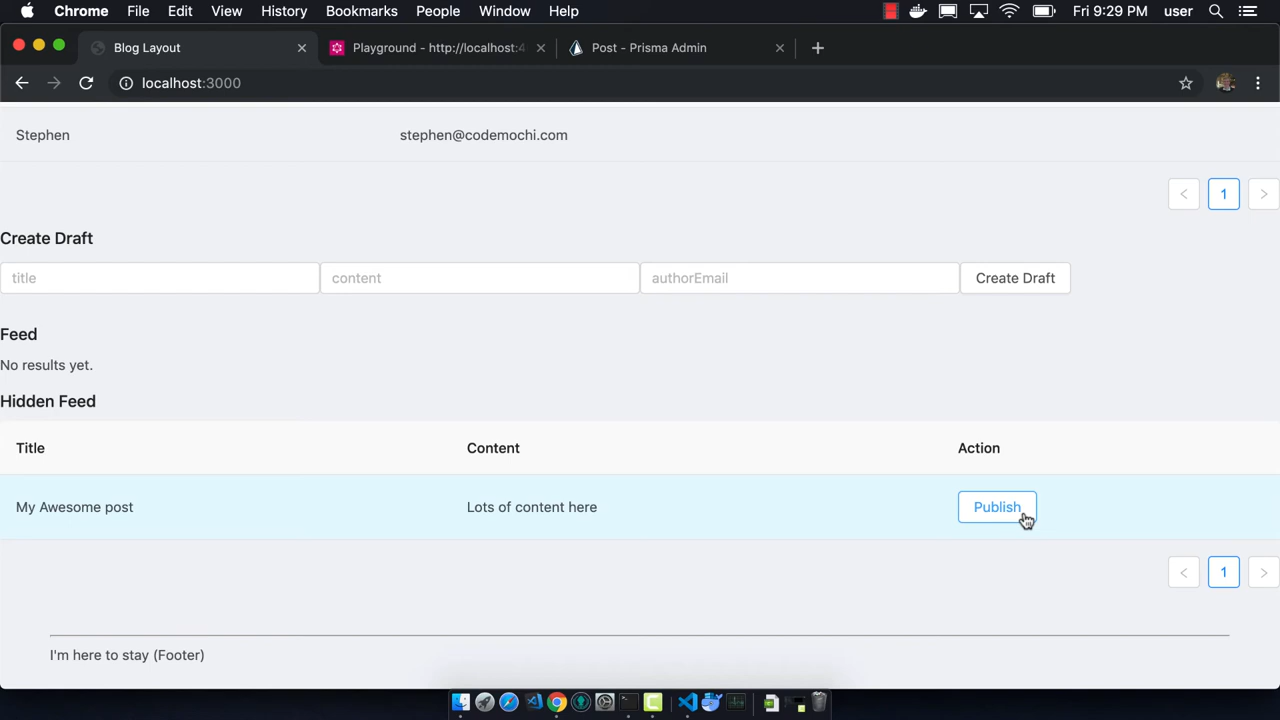 Chrome File Edit View History Bookmarks People Window Help Fri 9:29 PM user
Blog Layout Playground - http://localhost:4 Post - Prisma Admin
localhost:3000
Stephen stephen@codemochi.com
< 1 >
Create Draft
title content authorEmail Create Draft
Feed
No results yet.
Hidden Feed
Title Content Action
My Awesome post Lots of content here Publish
< 1 >
I'm here to stay (Footer)